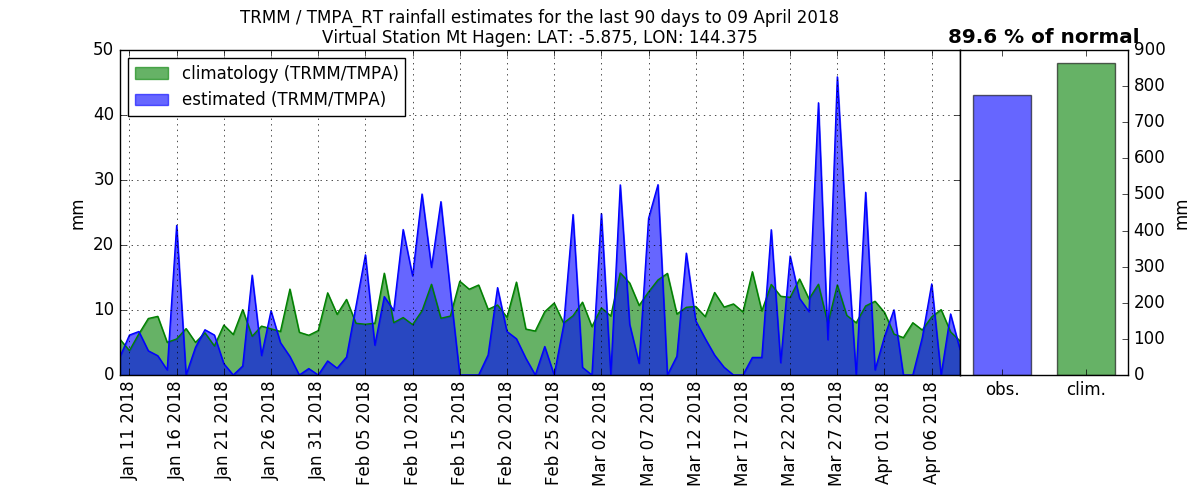 TRMM / TMPA_RT rainfall estimates for the last 90 days to 09 April 2018
Virtual Station Mt Hagen: LAT: -5.875, LON: 144.375
89.6 % of normal
climatology (TRMM/TMPA)
estimated (TRMM/TMPA)
mm
50
40
30
20
10
0
Jan 11 2018
Jan 16 2018
Jan 21 2018
Jan 26 2018
Jan 31 2018
Feb 05 2018
Feb 10 2018
Feb 15 2018
Feb 20 2018
Feb 25 2018
Mar 02 2018
Mar 07 2018
Mar 12 2018
Mar 17 2018
Mar 22 2018
Mar 27 2018
Apr 01 2018
Apr 06 2018
obs.
clim.
900
800
700
600
500
400
300
200
100
0
mm